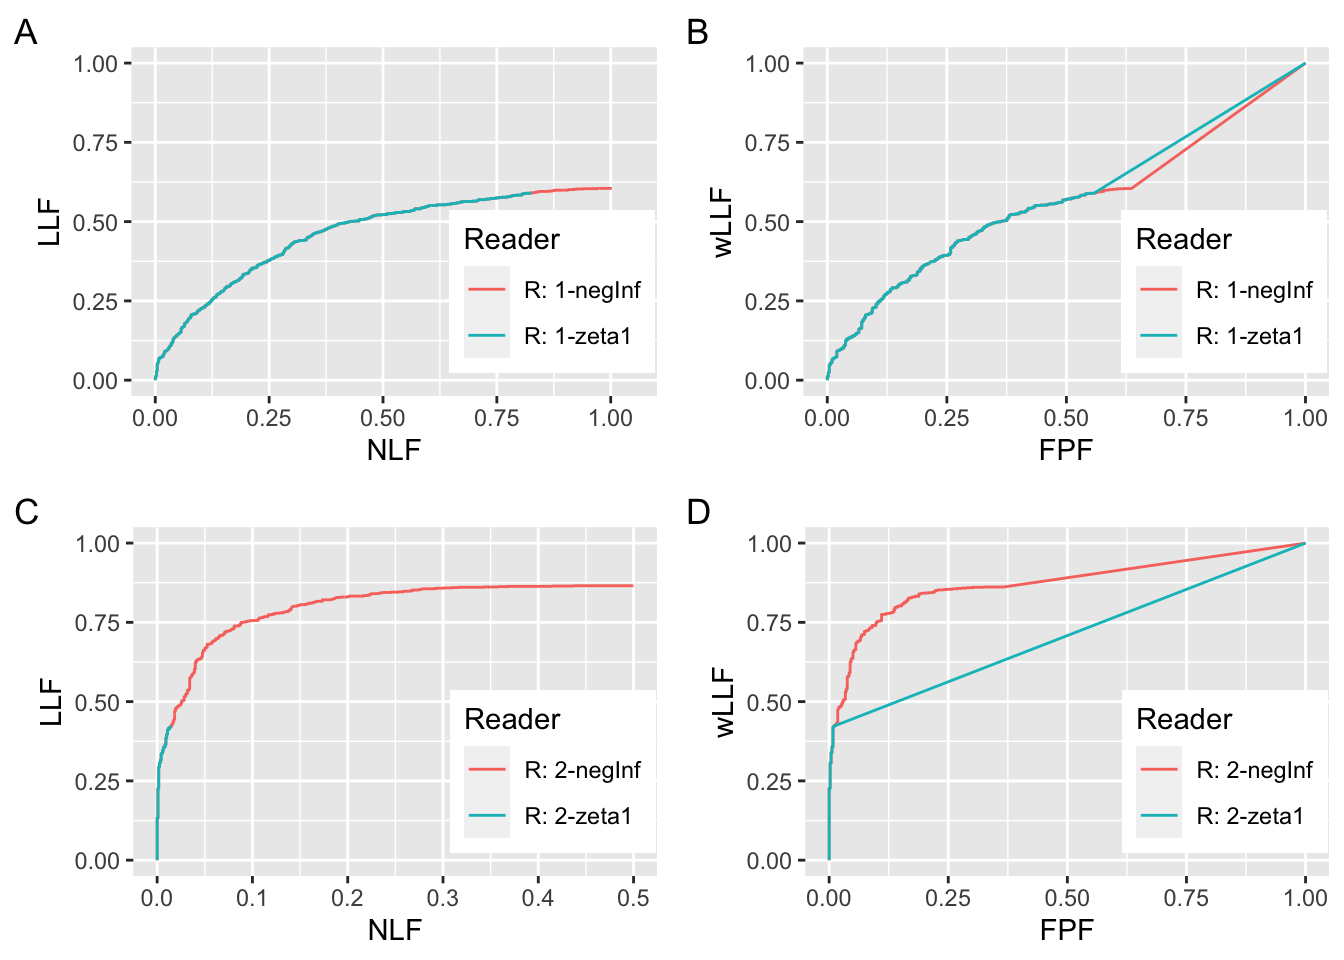 A
1.00
0.75
0.50
0.25
0.00
LLF
0.00 0.25 0.50 0.75 1.00
NLF
Reader
R: 1-negInf
R: 1-zeta1
B
1.00
0.75
0.50
0.25
0.00
wLLF
0.00 0.25 0.50 0.75 1.00
FPF
Reader
R: 1-negInf
R: 1-zeta1
C
1.00
0.75
0.50
0.25
0.00
LLF
0.0 0.1 0.2 0.3 0.4 0.5
NLF
Reader
R: 2-negInf
R: 2-zeta1
D
1.00
0.75
0.50
0.25
0.00
wLLF
0.00 0.25 0.50 0.75 1.00
FPF
Reader
R: 2-negInf
R: 2-zeta1